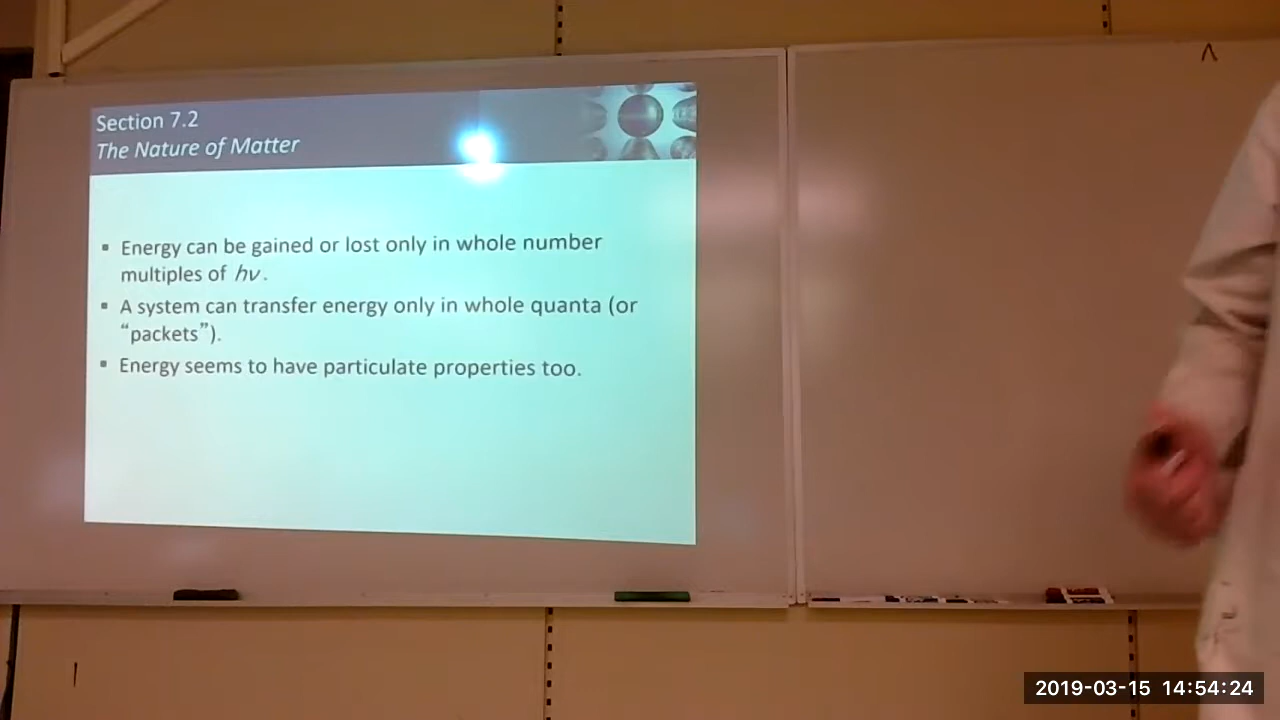 Section 7.2
The Nature of Matter
▪ Energy can be gained or lost only in whole number
multiples of hν.
▪ A system can transfer energy only in whole quanta (or
“packets”).
▪ Energy seems to have particulate properties too.
2019-03-15 14:54:24